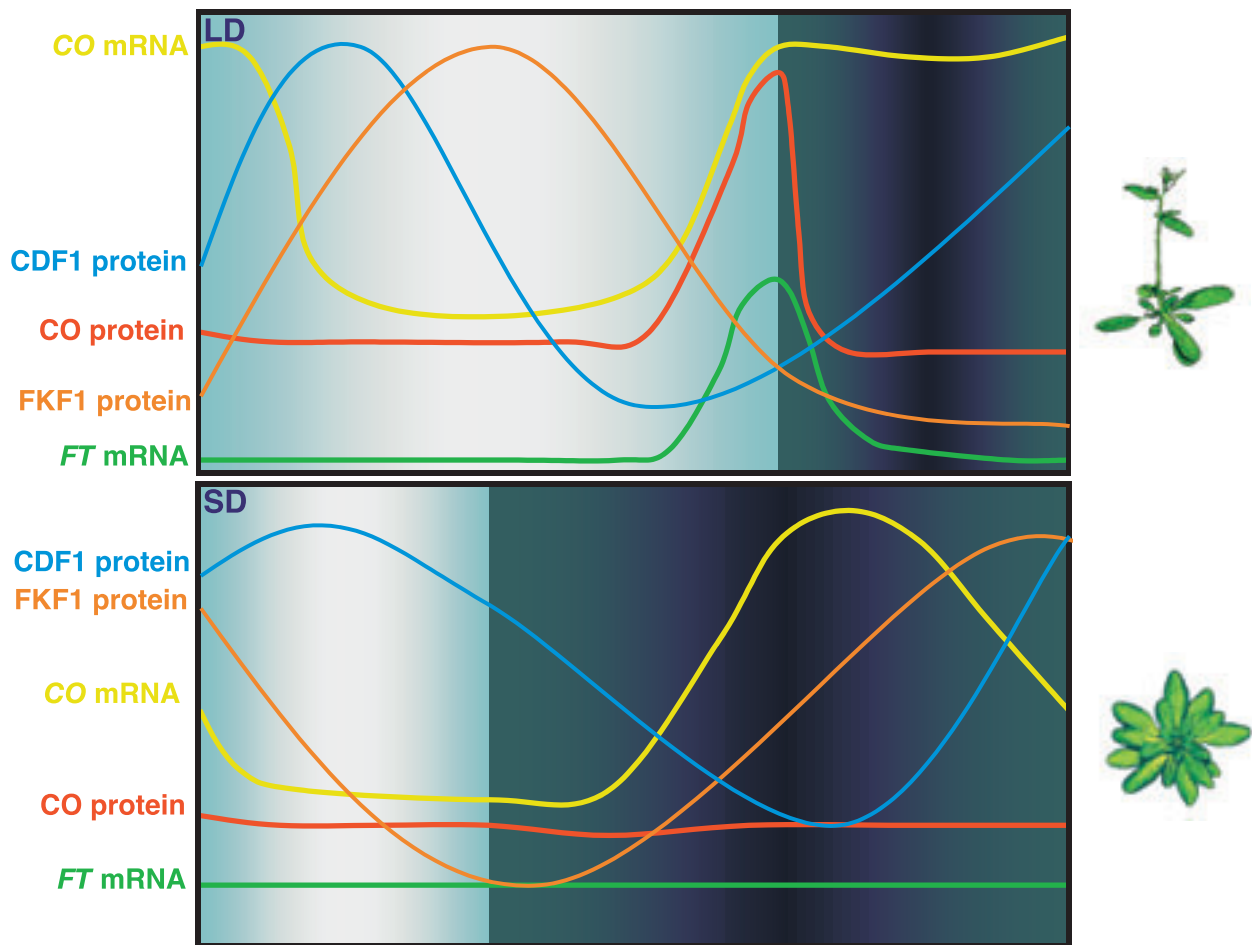 LD
CO mRNA
CDF1 protein
CO protein
FKF1 protein
FT mRNA
SD
CDF1 protein
FKF1 protein
CO mRNA
CO protein
FT mRNA